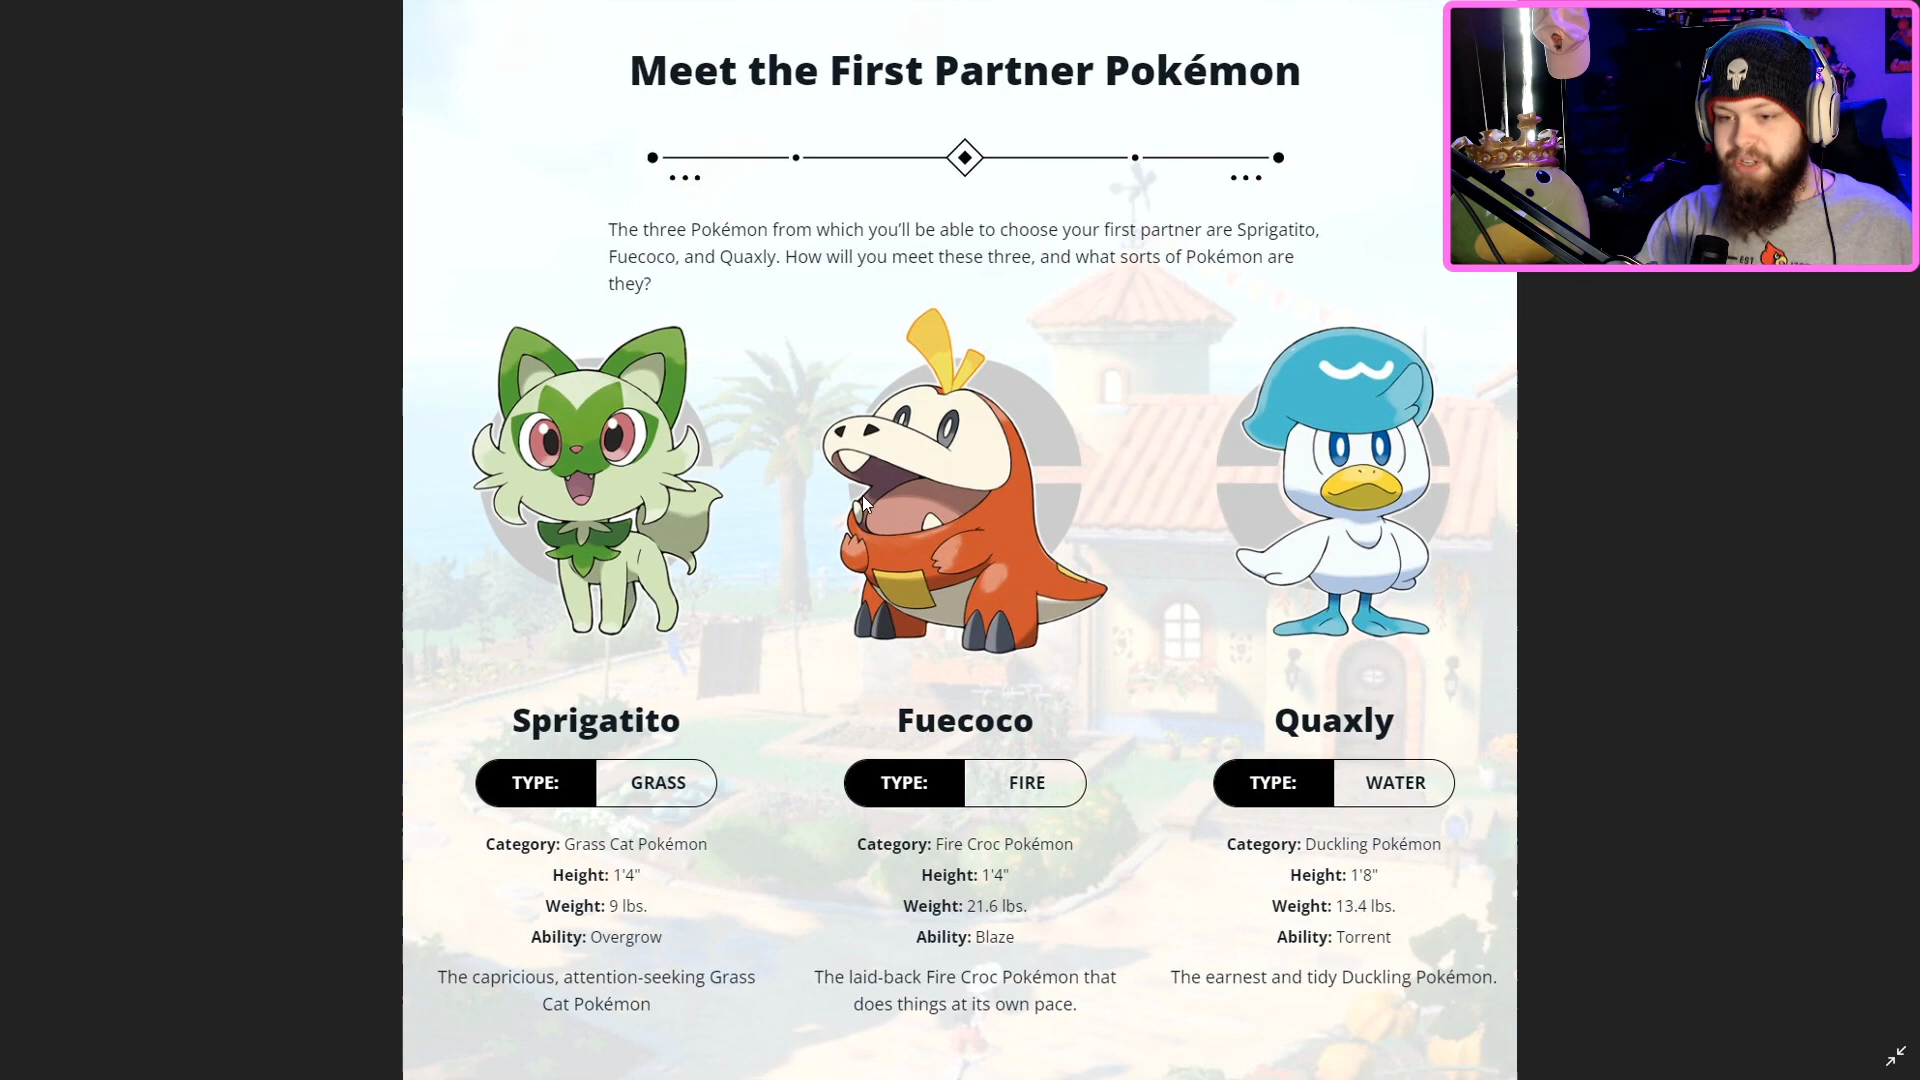 Meet the First Partner Pokémon
The three Pokémon from which you’ll be able to choose your first partner are Sprigatito,
Fuecoco, and Quaxly. How will you meet these three, and what sorts of Pokémon are
they?
Sprigatito
TYPE: GRASS
Category: Grass Cat Pokémon
Height: 1'4"
Weight: 9 lbs.
Ability: Overgrow
The capricious, attention-seeking Grass
Cat Pokémon
Fuecoco
TYPE: FIRE
Category: Fire Croc Pokémon
Height: 1'4"
Weight: 21.6 lbs.
Ability: Blaze
The laid-back Fire Croc Pokémon that
does things at its own pace.
Quaxly
TYPE: WATER
Category: Duckling Pokémon
Height: 1'8"
Weight: 13.4 lbs.
Ability: Torrent
The earnest and tidy Duckling Pokémon.
EST